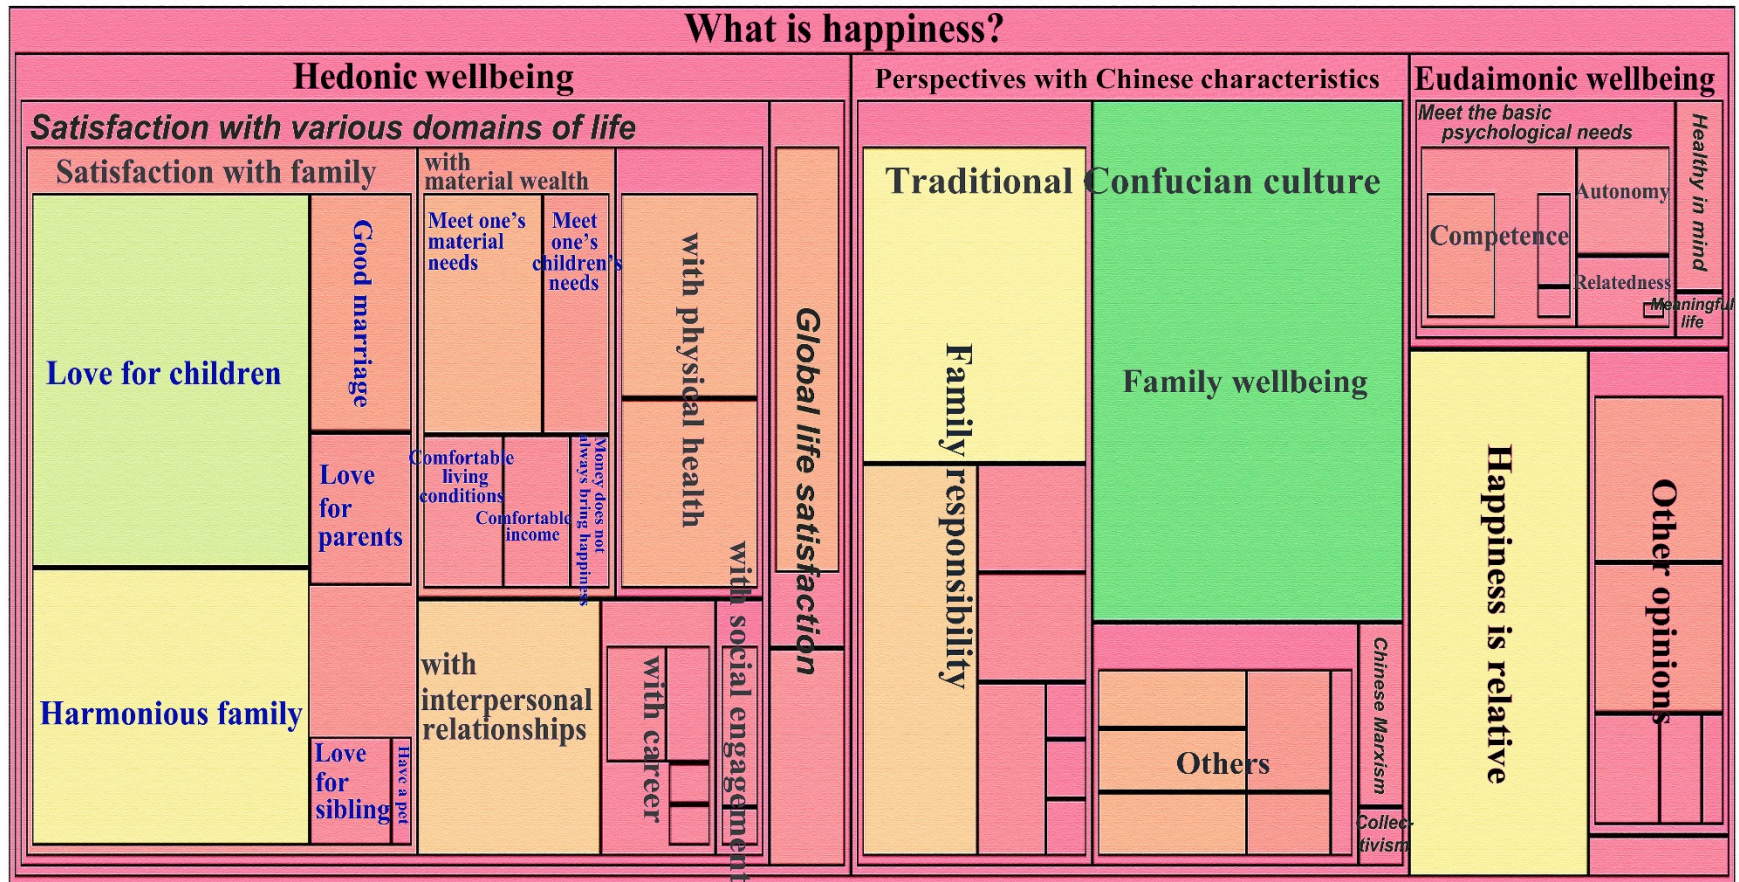 What is happiness?
Hedonic wellbeing
Satisfaction with various domains of life
Satisfaction with family
Love for children
Good marriage
Love
for
parents
Harmonious family
Love
for
sibling
Have a pet
with
material wealth
Meet one's
material
needs
Meet
one's
children's
needs
Comfortable
living
conditions
Comfortable
income
Money does not
always bring happiness
with physical health
with
interpersonal
relationships
with career
with social engagement
Global life satisfaction
Perspectives with Chinese characteristics
Traditional Confucian culture
Family responsibility
Family wellbeing
Others
Chinese Marxism
Collec-
tivism
Eudaimonic wellbeing
Meet the basic
psychological needs
Competence
Autonomy
Relatedness
Healthy in mind
Meaningful
life
Happiness is relative
Other opinions